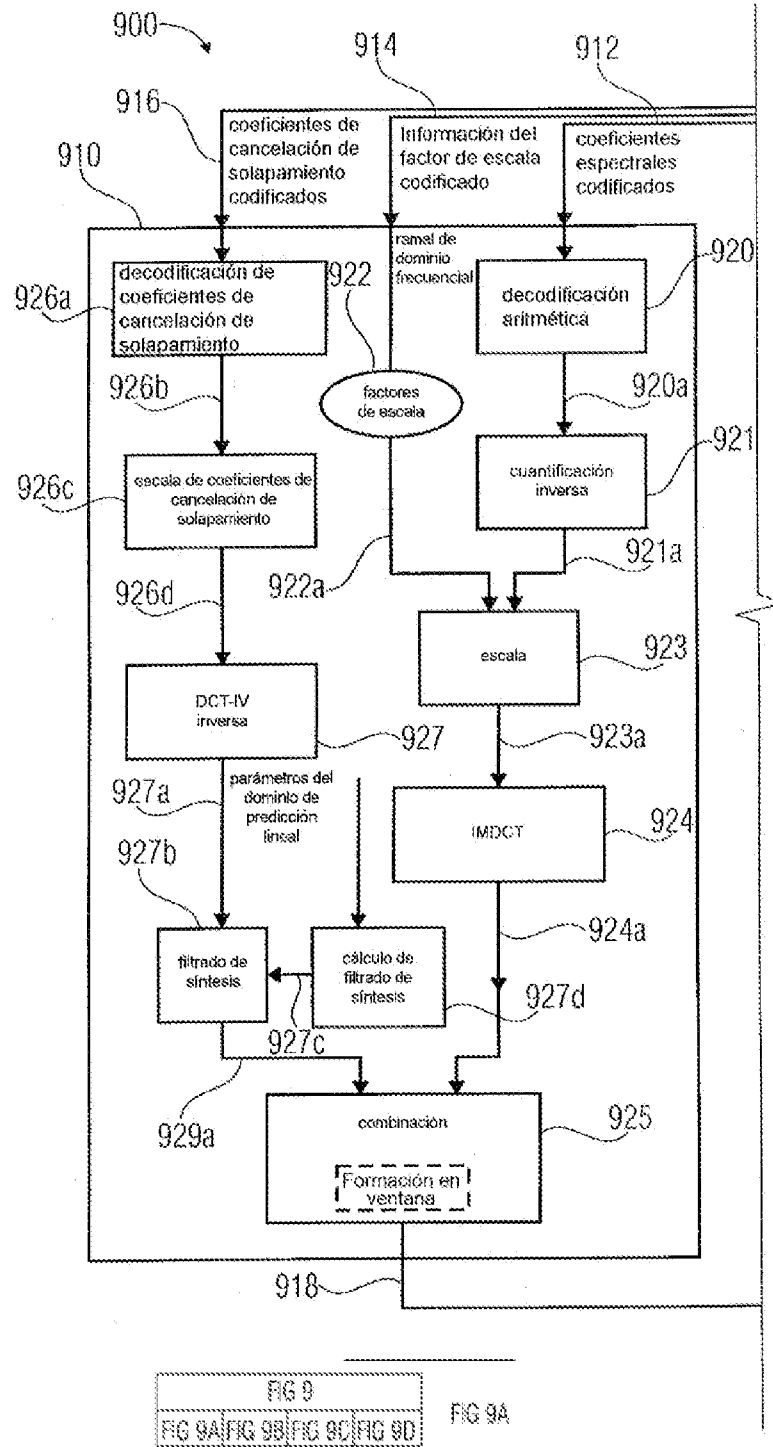 900
914
912
916
coeficientes de
cancelación de
solapamiento
codificados
Información del
factor de escala
codificado
coeficientes
espectrales
codificados
910
ramal de
dominio
frecuencial
922
920
926a
decodificación de
coeficientes de
cancelación de
solapamiento
decodificación
aritmética
926b
factores
de escala
920a
921
926c
escala de coeficientes de
cancelación de
solapamiento
cuantificación
inversa
922a
921a
926d
escala
923
DCT-IV
inversa
927
923a
927a
parámetros del
dominio de
predicción
lineal
IMDCT
924
927b
924a
filtrado de
síntesis
cálculo de
filtrado de
síntesis
927c
927d
929a
combinación
925
Formación en
ventana
918
FIG 9
FIG 9A FIG 9B FIG 9C FIG 9D
FIG 9A